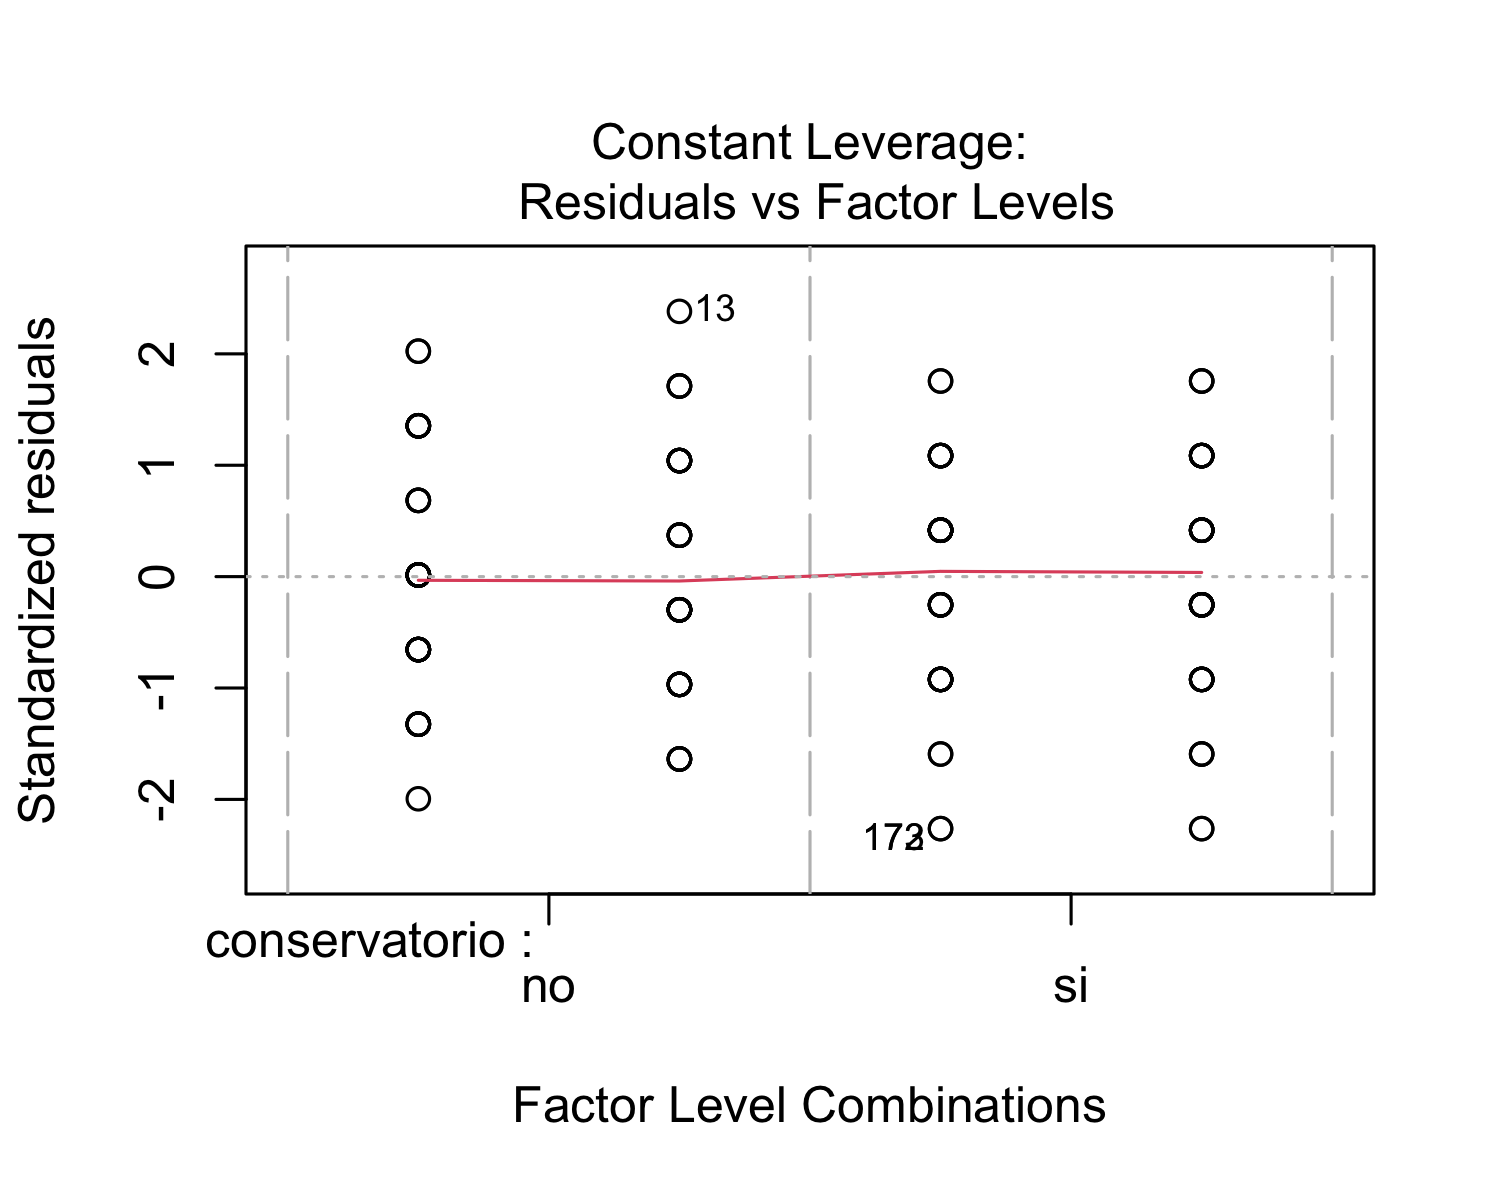 Constant Leverage:
Residuals vs Factor Levels
Standardized residuals
2
1
0
-1
-2
13
conservatorio :
no
si
Factor Level Combinations